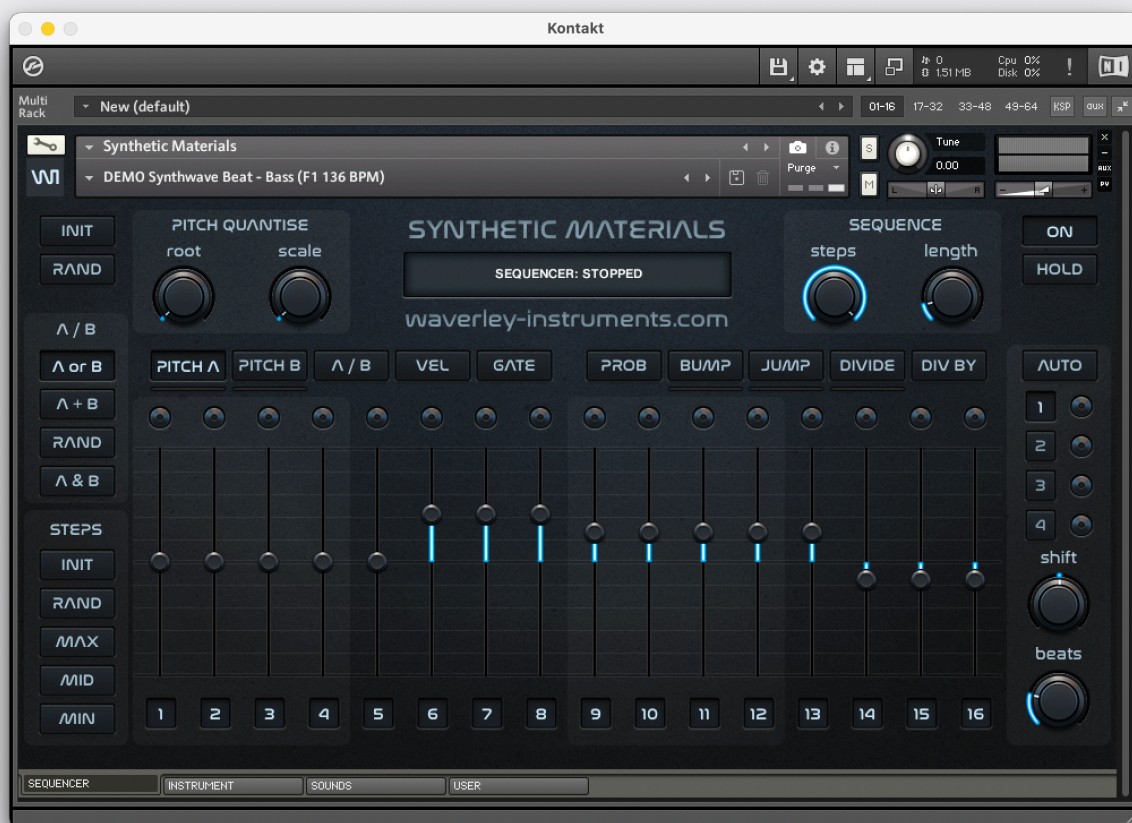 Kontakt
0
1.51 MB
Cpu 0%
Disk 0%
!
NI
Multi Rack
New (default)
01-16 17-32 33-48 49-64 KSP aux
Synthetic Materials
DEMO Synthwave Beat - Bass (F1 136 BPM)
Purge
S
M
Tune
0.00
L R
- +
AUX
PV
INIT
RAND
PITCH QUANTISE
root scale
SYNTHETIC MATERIALS
SEQUENCER: STOPPED
waverley-instruments.com
SEQUENCE
steps length
ON
HOLD
A / B
A or B
A + B
RAND
A & B
PITCH A PITCH B A / B VEL GATE PROB BUMP JUMP DIVIDE DIV BY
AUTO
1
2
3
4
shift
beats
STEPS
INIT
RAND
MAX
MID
MIN
1 2 3 4 5 6 7 8 9 10 11 12 13 14 15 16
SEQUENCER INSTRUMENT SOUNDS USER